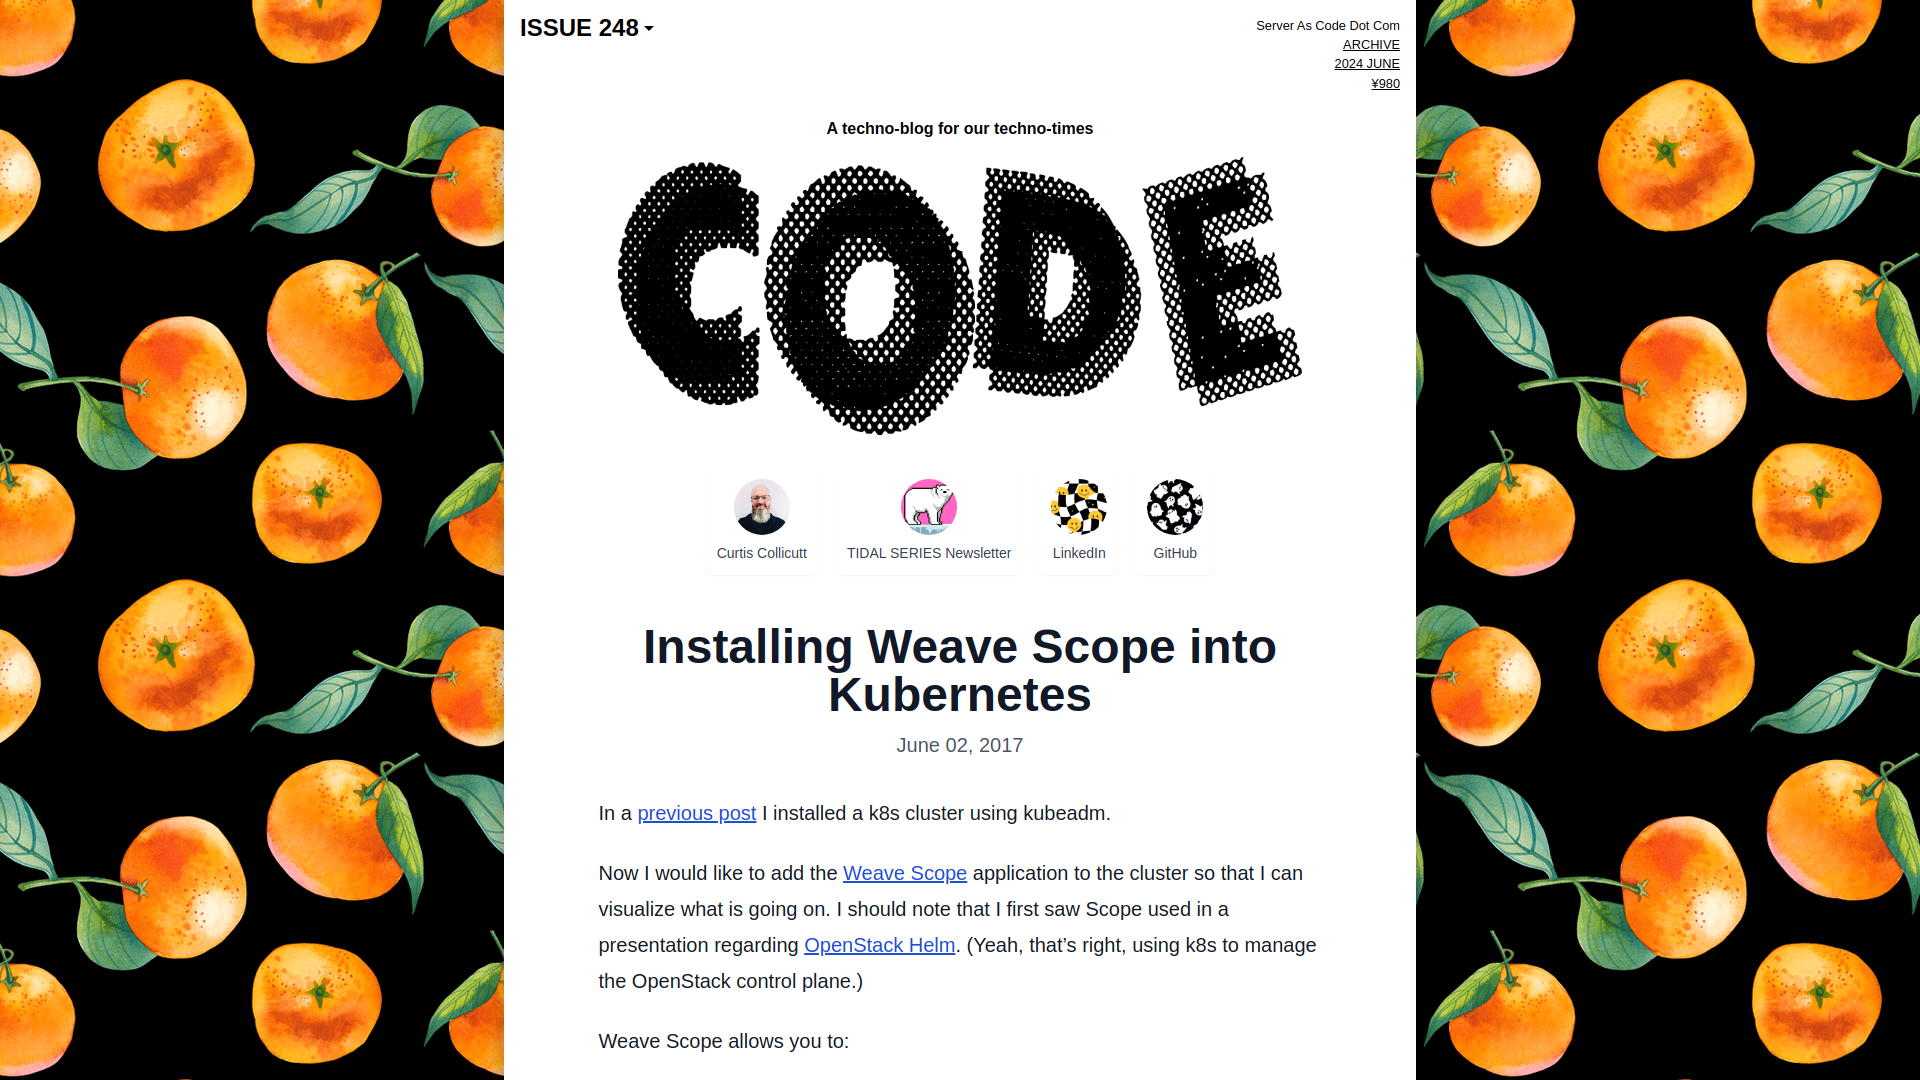 ISSUE 248
Server As Code Dot Com
ARCHIVE
2024 JUNE
¥980
A techno-blog for our techno-times
CODE
Curtis Collicutt
TIDAL SERIES Newsletter
LinkedIn
GitHub
Installing Weave Scope into
Kubernetes
June 02, 2017
In a previous post I installed a k8s cluster using kubeadm.
Now I would like to add the Weave Scope application to the cluster so that I can
visualize what is going on. I should note that I first saw Scope used in a
presentation regarding OpenStack Helm. (Yeah, that’s right, using k8s to manage
the OpenStack control plane.)
Weave Scope allows you to: